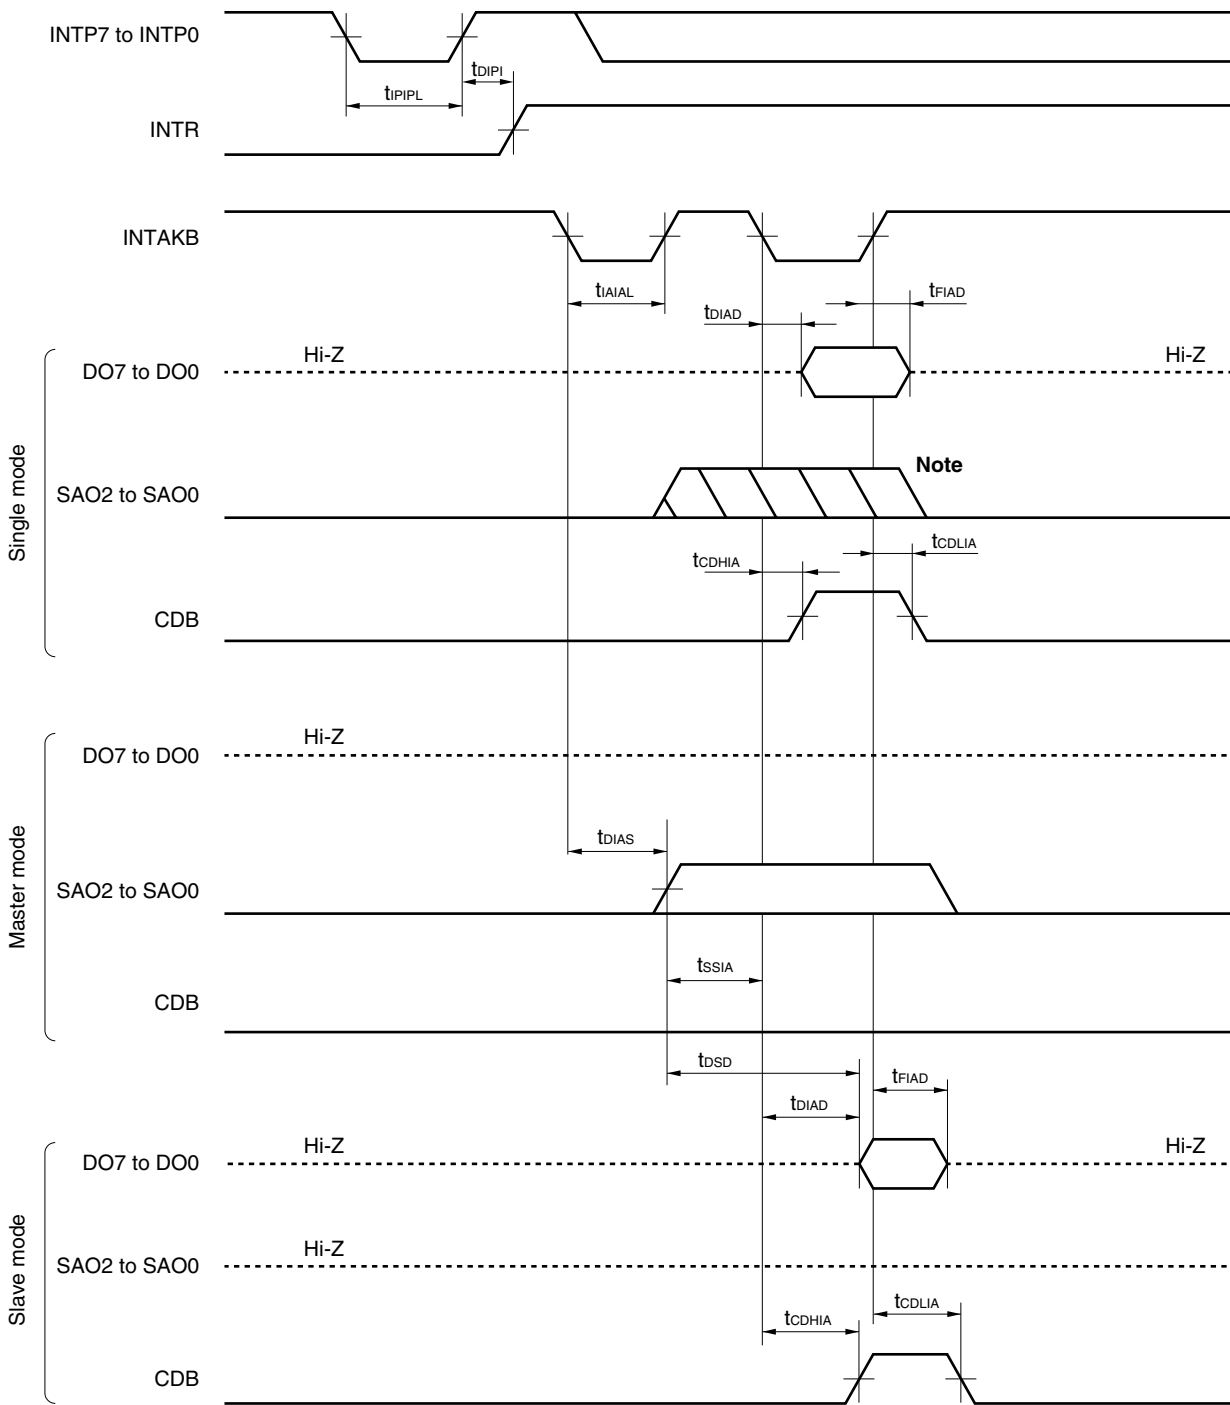 INTP7 to INTP0
tDIPI
tIPIPL
INTR
INTAKB
tIAIAL
tFIAD
tDIAD
Single mode
Hi-Z
Hi-Z
DO7 to DO0
Note
SAO2 to SAO0
tCDLIA
tCDHIA
CDB
Master mode
Hi-Z
DO7 to DO0
tDIAS
SAO2 to SAO0
tSSIA
CDB
tDSD
tFIAD
tDIAD
Slave mode
Hi-Z
Hi-Z
DO7 to DO0
Hi-Z
SAO2 to SAO0
tCDLIA
tCDHIA
CDB